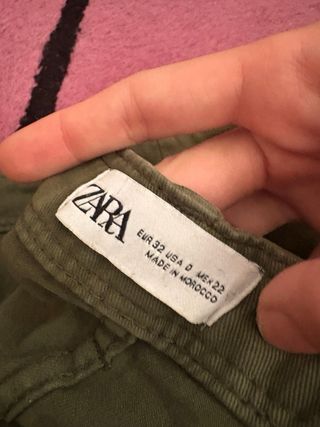 ZARA
EUR 32 USA 0 MEX 22
MADE IN MOROCCO